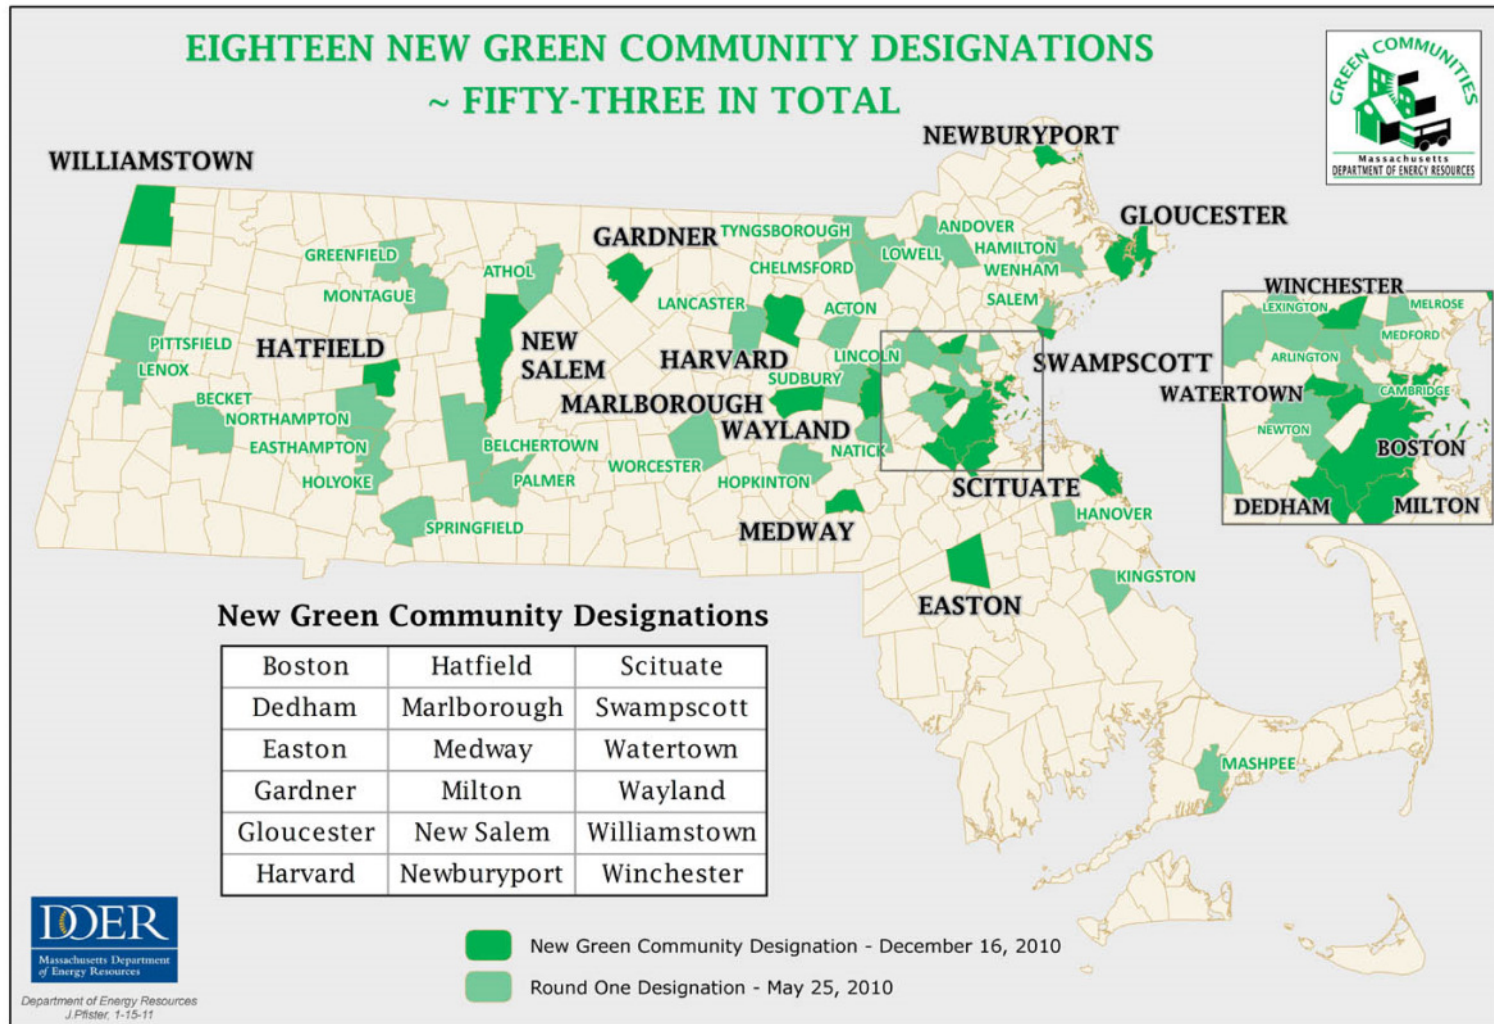 EIGHTEEN NEW GREEN COMMUNITY DESIGNATIONS
~ FIFTY-THREE IN TOTAL
GREEN COMMUNITIES
Massachusetts
DEPARTMENT OF ENERGY RESOURCES
NEWBURYPORT
WILLIAMSTOWN
GLOUCESTER
GARDNER
TYNGSBOROUGH
ANDOVER
GREENFIELD
ATHOL
CHELMSFORD
LOWELL
HAMILTON
WENHAM
MONTAGUE
LANCASTER
ACTON
SALEM
WINCHESTER
LEXINGTON
MELROSE
MEDFORD
PITTSFIELD
HATFIELD
NEW
SALEM
HARVARD
LINCOLN
SWAMPSCOTT
ARLINGTON
LENOX
SUDBURY
BECKET
MARLBOROUGH
WATERTOWN
CAMBRIDGE
NORTHAMPTON
WAYLAND
NEWTON
EASTHAMPTON
BELCHERTOWN
NATICK
BOSTON
WORCESTER
HOLYOKE
PALMER
HOPKINTON
SCITUATE
DEDHAM
MILTON
SPRINGFIELD
MEDWAY
HANOVER
KINGSTON
EASTON
MASHPEE
New Green Community Designations
Boston Hatfield Scituate
Dedham Marlborough Swampscott
Easton Medway Watertown
Gardner Milton Wayland
Gloucester New Salem Williamstown
Harvard Newburyport Winchester
DOER
Massachusetts Department
of Energy Resources
Department of Energy Resources
J.Pfister, 1-15-11
New Green Community Designation - December 16, 2010
Round One Designation - May 25, 2010